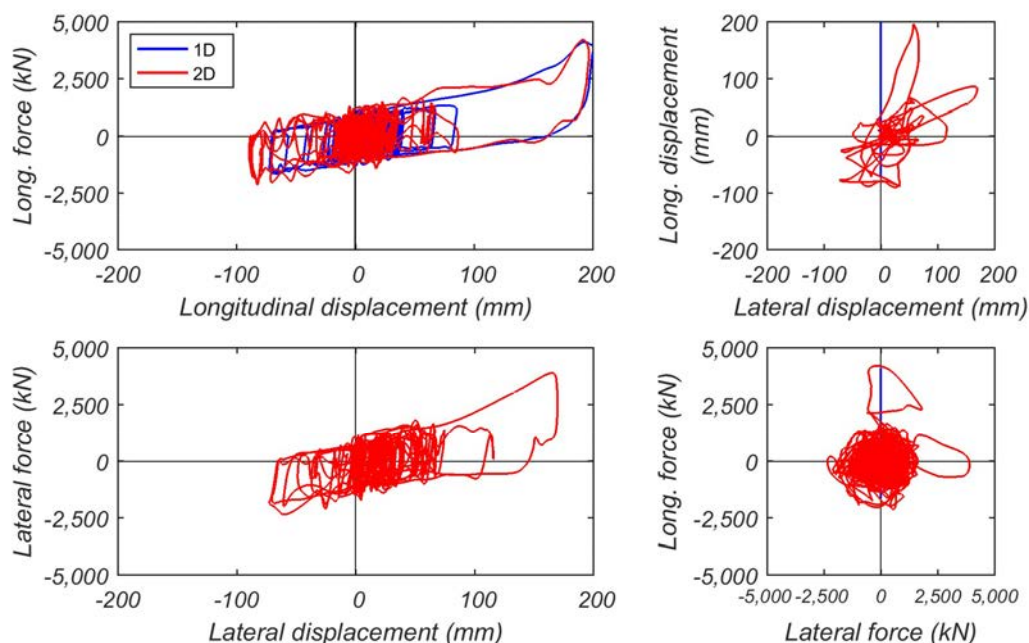 5,000
2,500
0
-2,500
-5,000
Long. force (kN)
1D
2D
-200 -100 0 100 200
Longitudinal displacement (mm)
200
100
0
-100
-200
Long. displacement
(mm)
-200 -100 0 100 200
Lateral displacement (mm)
5,000
2,500
0
-2,500
-5,000
Lateral force (kN)
-200 -100 0 100 200
Lateral displacement (mm)
5,000
2,500
0
-2,500
-5,000
Long. force (kN)
-5,000 -2,500 0 2,500 5,000
Lateral force (kN)